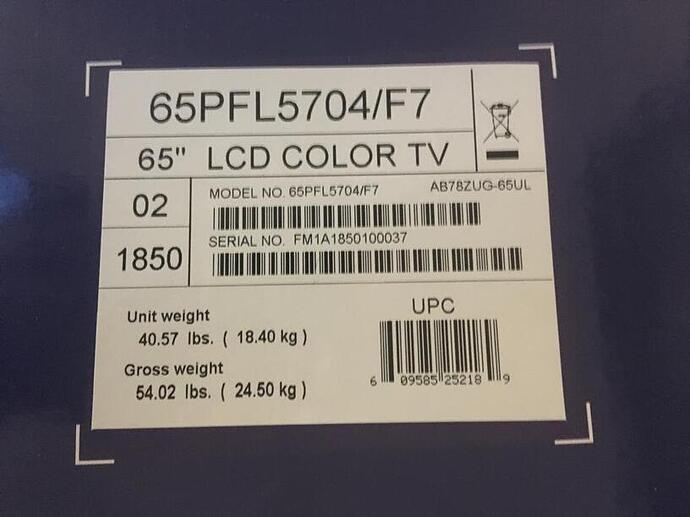 65PFL5704/F7
65" LCD COLOR TV
02
1850
MODEL NO. 65PFL5704/F7 AB78ZUG-65UL
SERIAL NO. FM1A1850100037
Unit weight
40.57 lbs. ( 18.40 kg )
Gross weight
54.02 lbs. ( 24.50 kg )
UPC
6 09585 25218 9